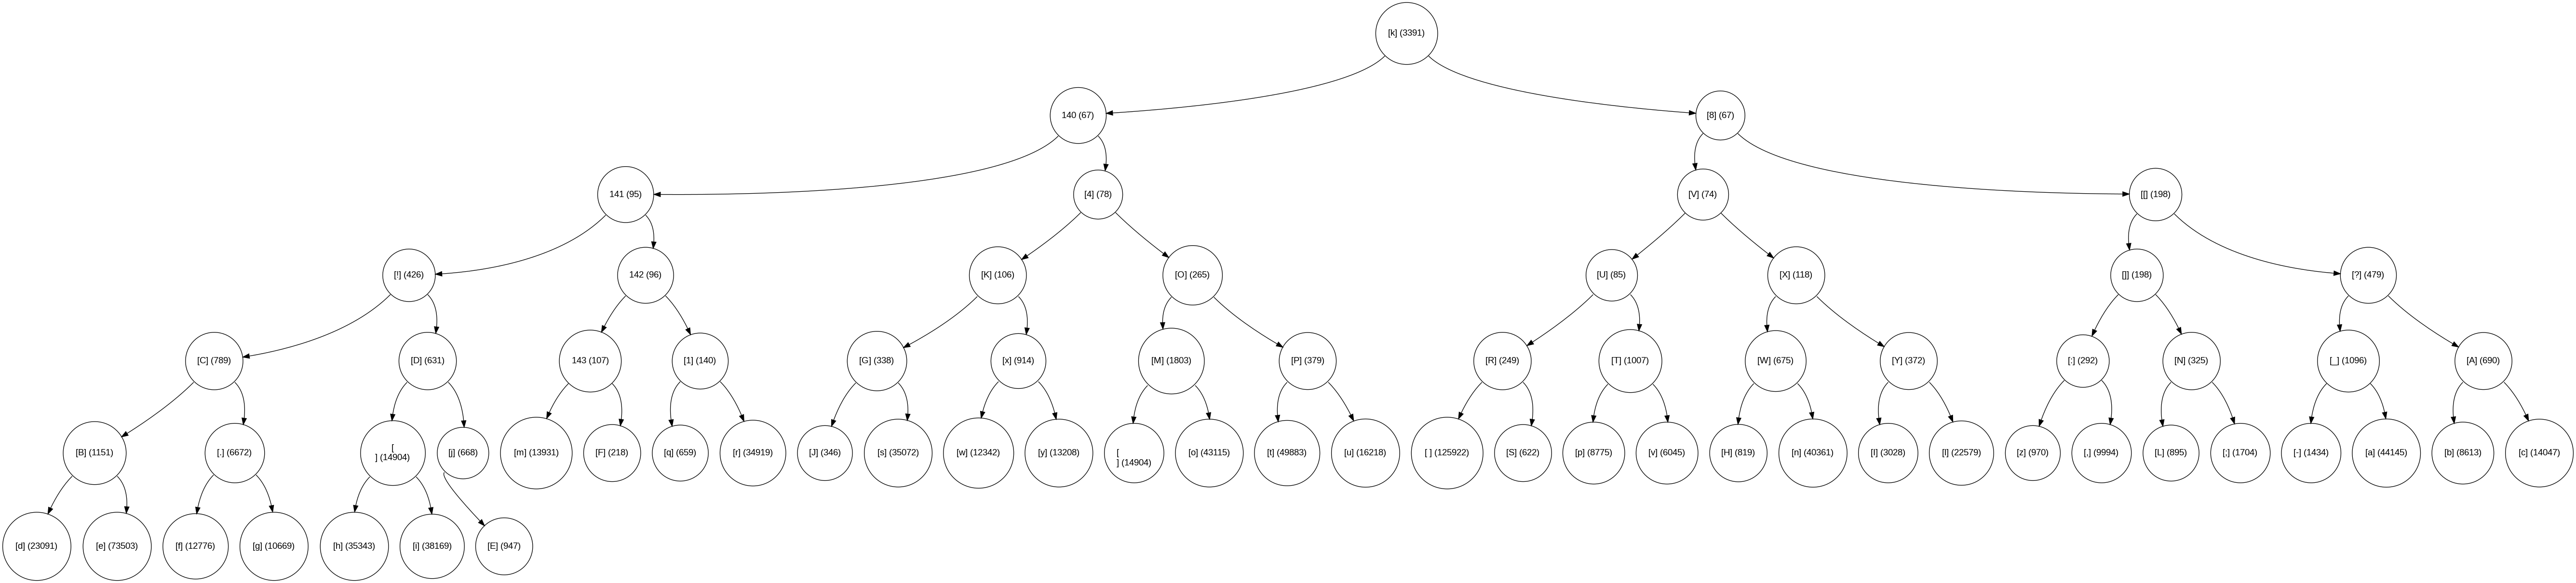 [k] (3391)
140 (67)
[8] (67)
141 (95)
[4] (78)
[V] (74)
[[] (198)
[!] (426)
142 (96)
[K] (106)
[O] (265)
[U] (85)
[X] (118)
[]] (198)
[?] (479)
[C] (789)
[D] (631)
143 (107)
[1] (140)
[G] (338)
[x] (914)
[M] (1803)
[P] (379)
[R] (249)
[T] (1007)
[W] (675)
[Y] (372)
[:] (292)
[N] (325)
[_] (1096)
[A] (690)
[B] (1151)
[.] (6672)
[
] (14904)
[j] (668)
[m] (13931)
[F] (218)
[q] (659)
[r] (34919)
[J] (346)
[s] (35072)
[w] (12342)
[y] (13208)
[
] (14904)
[o] (43115)
[t] (49883)
[u] (16218)
[ ] (125922)
[S] (622)
[p] (8775)
[v] (6045)
[H] (819)
[n] (40361)
[I] (3028)
[l] (22579)
[z] (970)
[,] (9994)
[L] (895)
[;] (1704)
[-] (1434)
[a] (44145)
[b] (8613)
[c] (14047)
[d] (23091)
[e] (73503)
[f] (12776)
[g] (10669)
[h] (35343)
[i] (38169)
[E] (947)